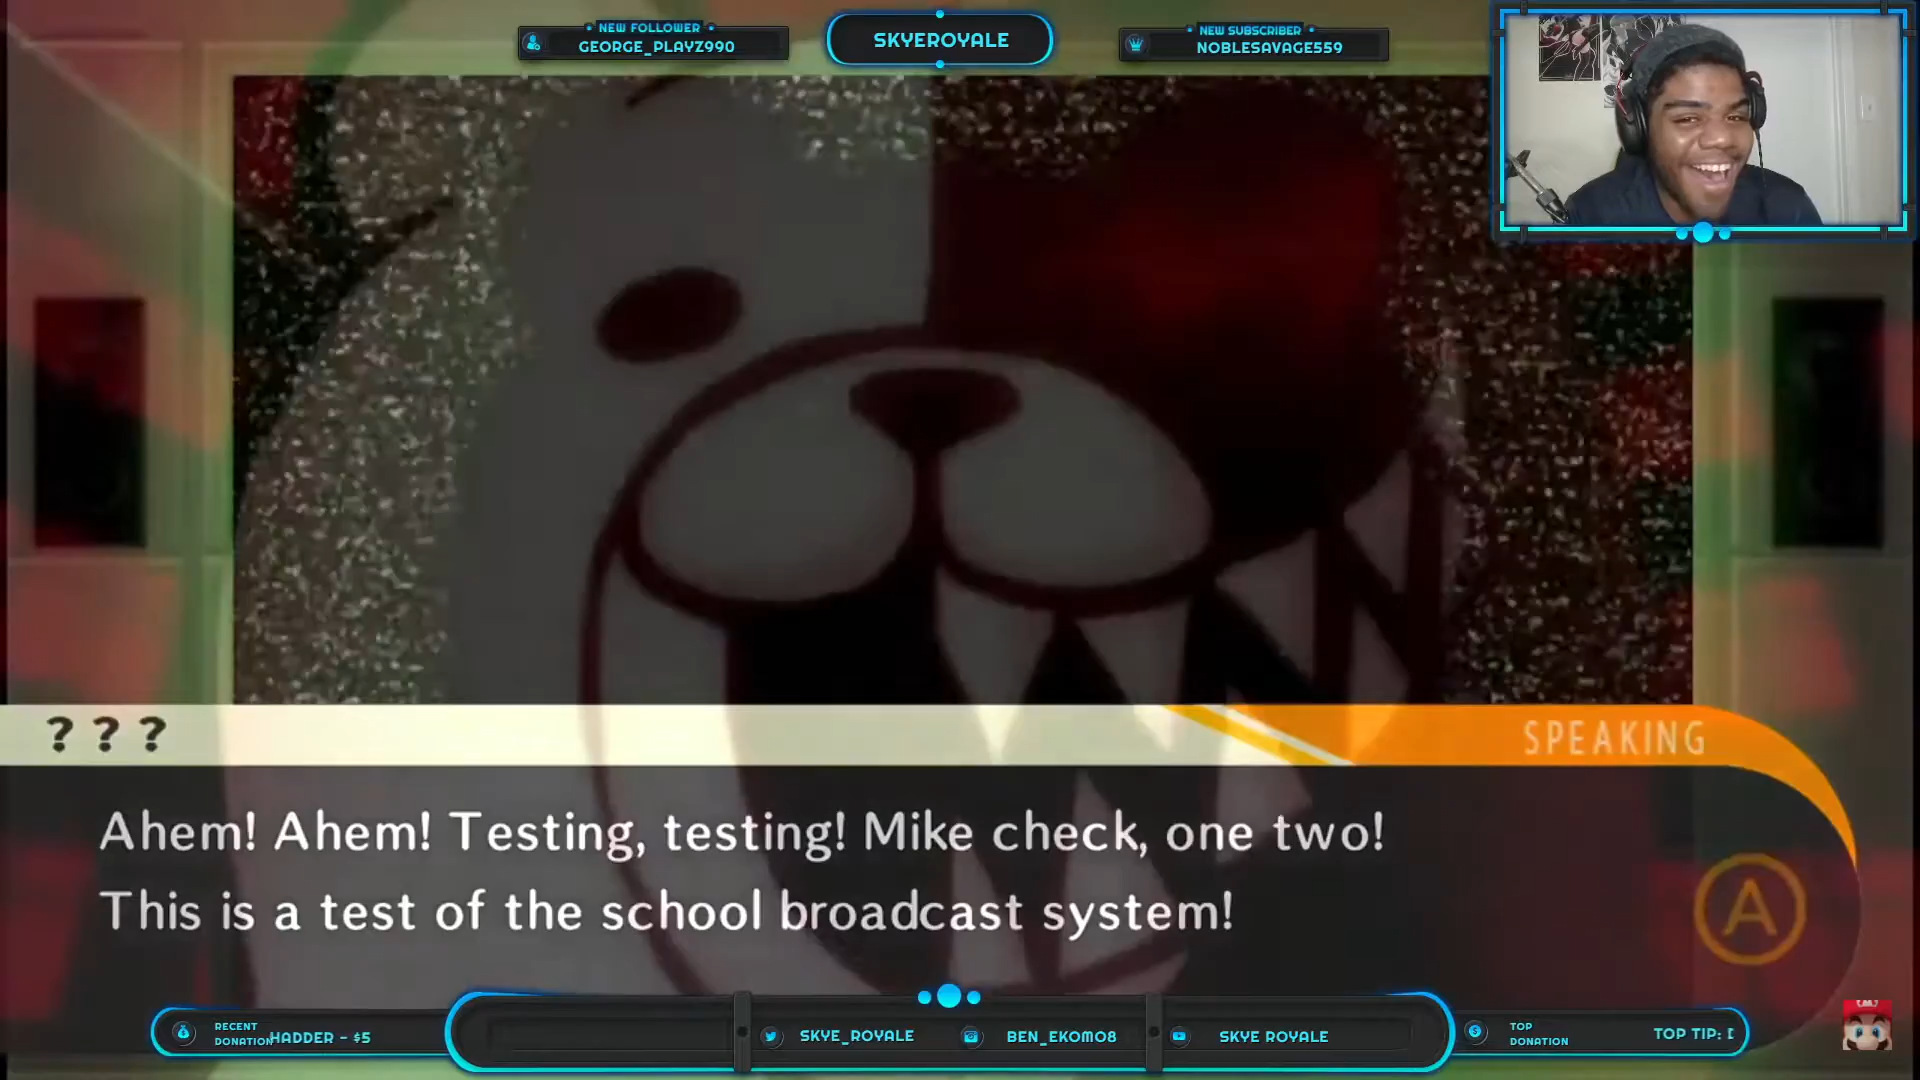 NEW FOLLOWER
GEORGE_PLAYZ990
SKYEROYALE
NEW SUBSCRIBER
NOBLESAVAGE559
? ? ?
SPEAKING
Ahem! Ahem! Testing, testing! Mike check, one two!
This is a test of the school broadcast system!
A
RECENT
DONATION
HADDER - $5
SKYE_ROYALE
BEN_EKOMO8
SKYE ROYALE
TOP
DONATION
TOP TIP: